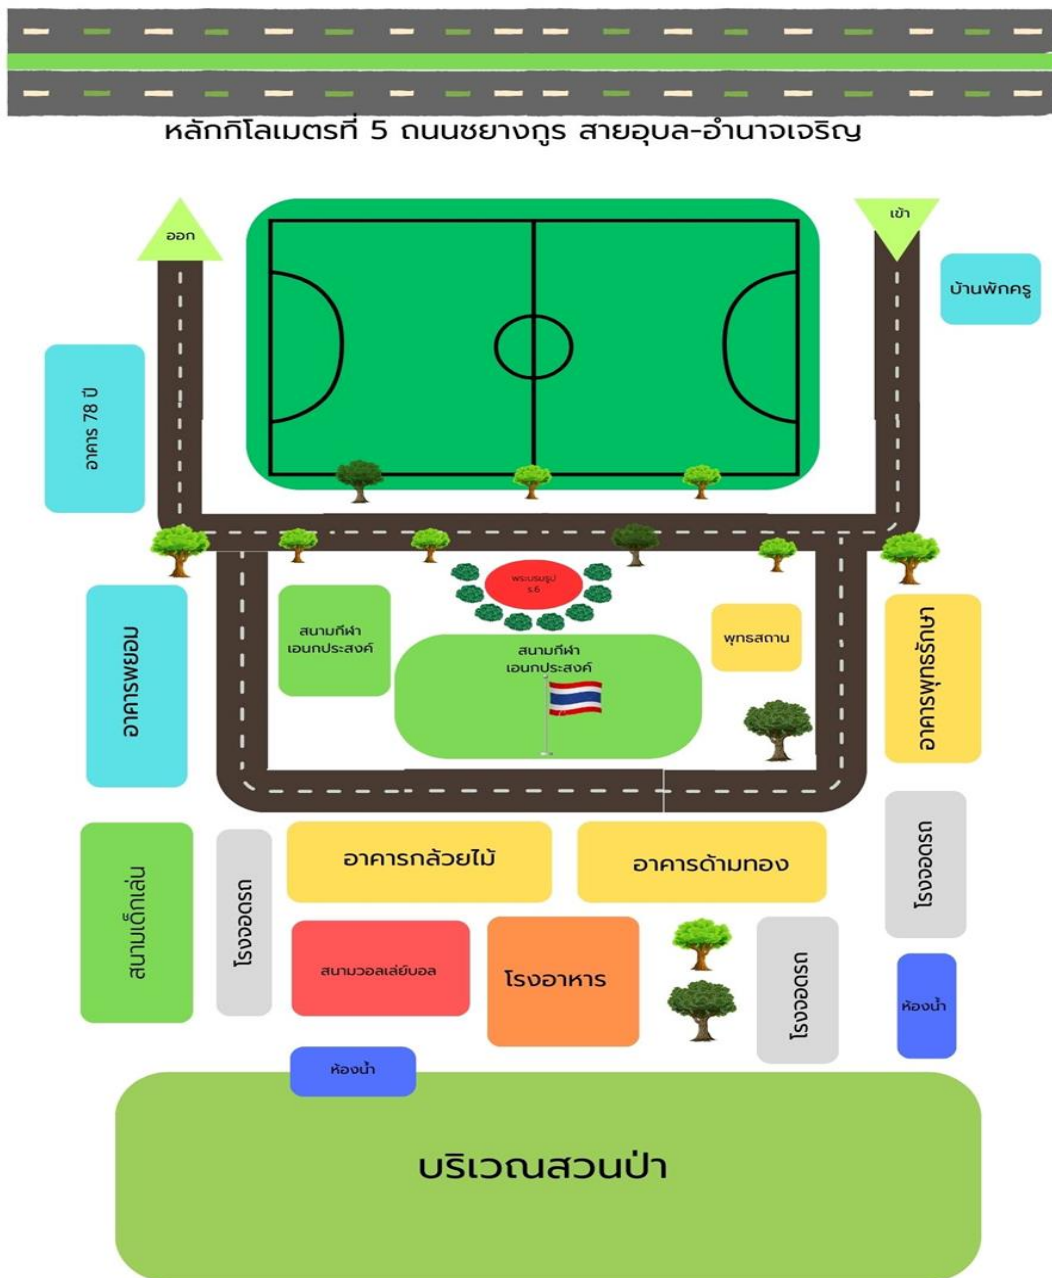 หลักกิโลเมตรที่ 5 ถนนชยางกูร สายอุบล-อำนาจเจริญ
ออก
เข้า
บ้านพักครู
อาคาร 78 ปี
พระบรมรูป
ร.6
สนามกีฬา
เอนกประสงค์
สนามกีฬา
เอนกประสงค์
พุทธสถาน
อาคารพยอม
อาคารพุทธรักษา
อาคารกล้วยไม้
อาคารด้ามทอง
โรงจอดรถ
สนามเด็กเล่น
โรงจอดรถ
สนามวอลเล่ย์บอล
โรงอาหาร
โรงจอดรถ
ห้องน้ำ
ห้องน้ำ
บริเวณสวนป่า